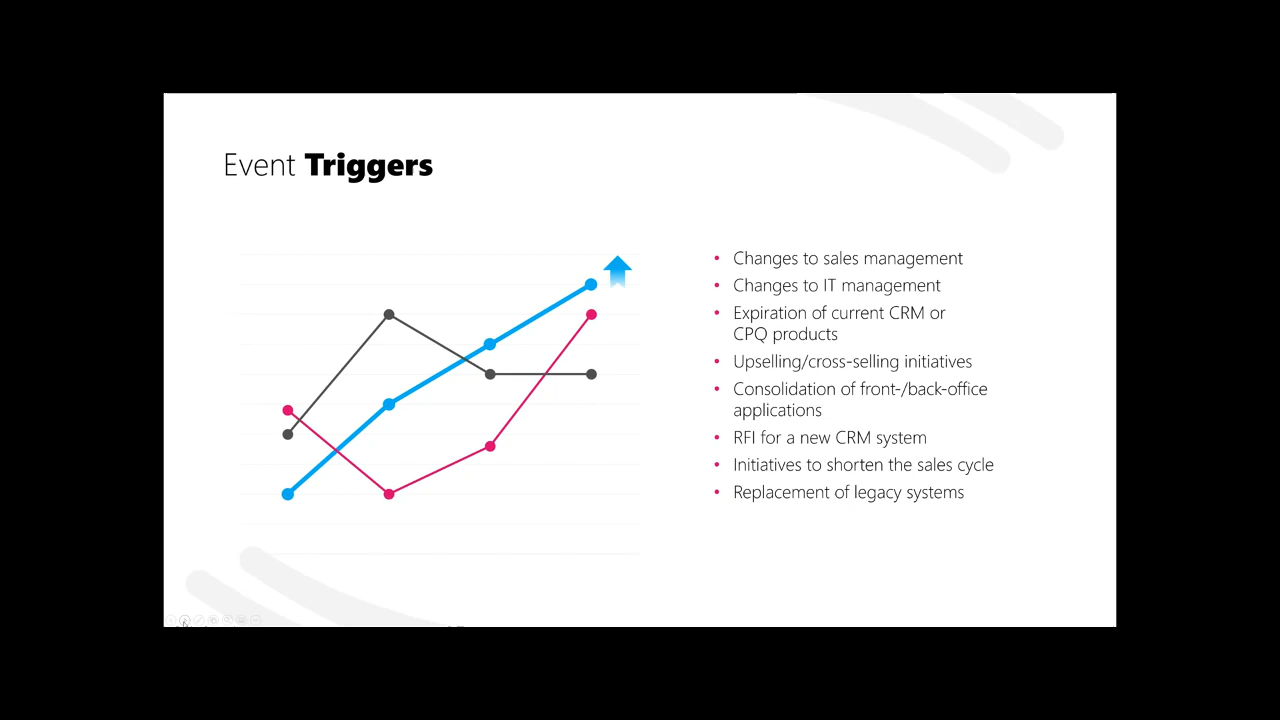 Event Triggers
• Changes to sales management
• Changes to IT management
• Expiration of current CRM or
CPQ products
• Upselling/cross-selling initiatives
• Consolidation of front-/back-office
applications
• RFI for a new CRM system
• Initiatives to shorten the sales cycle
• Replacement of legacy systems